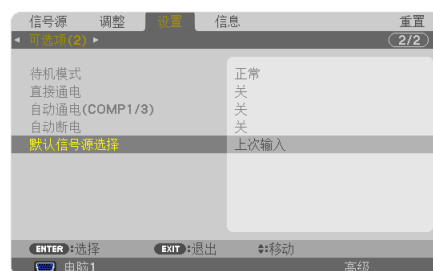 信号源 调整 设置 信息 重置
可选项(2) 2/2
待机模式 正常
直接通电 关
自动通电(COMP1/3) 关
自动断电 关
默认信号源选择 上次输入
ENTER:选择 EXIT:退出 :移动
电脑1 高级